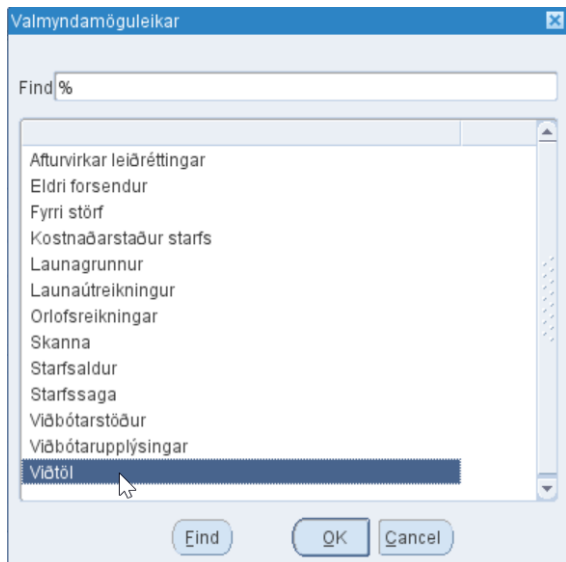 Valmyndamöguleikar
Find %
Afturvirkar leiðréttingar
Eldri forsendur
Fyrri störf
Kostnaðarstaður starfs
Launagrunnur
Launaútreikningur
Orlofsreikningar
Skanna
Starfsaldur
Starfssaga
Viðbótarstöður
Viðbótarupplýsingar
Viðtöl
Find OK Cancel